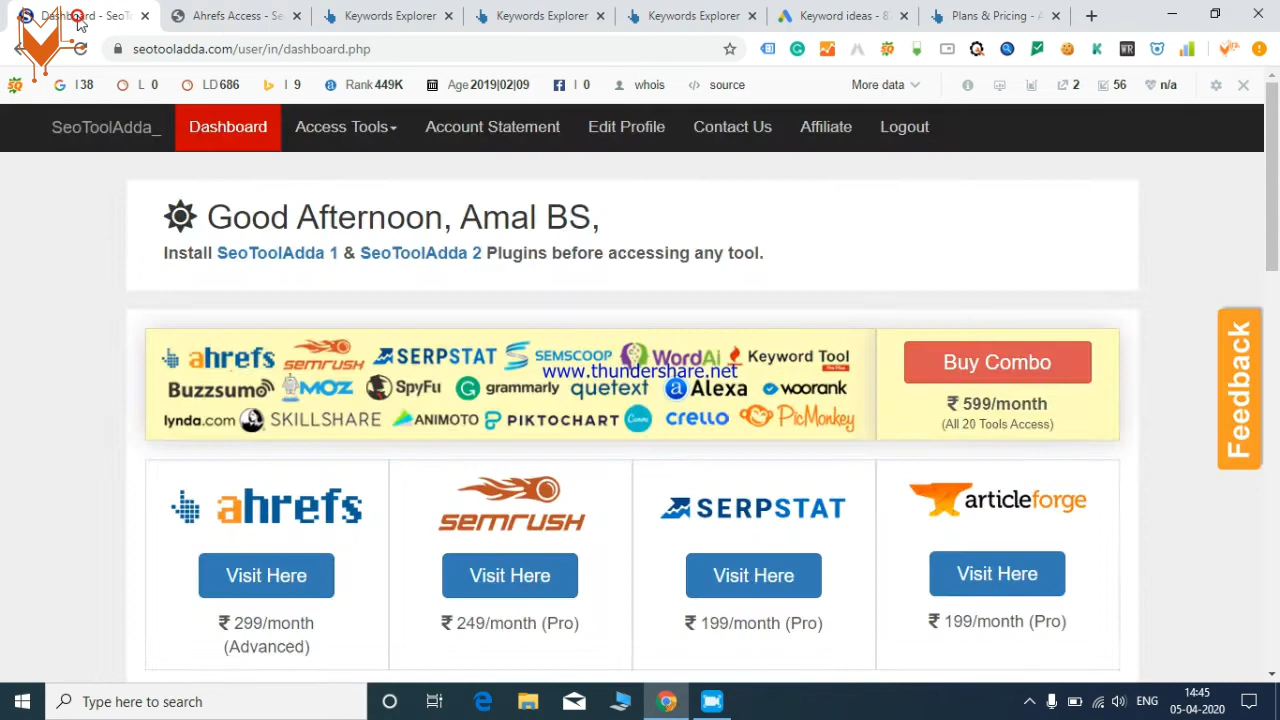 Dashboard - SeoT
Ahrefs Access - Se
Keywords Explorer
Keywords Explorer
Keywords Exp
Keyword ideas - 8
Plans & Pricing - A
seotooladda.com/user/in/dashboard.php
I 38
L 0
LD 686
I 9
Rank 449K
Age 2019|02|09
I 0
whois
source
More data
2
56
n/a
SeoToolAdda_
Dashboard
Access Tools
Account Statement
Edit Profile
Contact Us
Affiliate
Logout
Good Afternoon, Amal BS,
Install SeoToolAdda 1 & SeoToolAdda 2 Plugins before accessing any tool.
ahrefs SEMRUSH SERPSTAT SEMSCOOP WordAi Keyword Tool
www.thundershare.net
Buzzsumo MOZ SpyFu grammarly quetext Alexa woorank
lynda.com SKILLSHARE ANIMOTO PIKTOCHART Canva crello PicMonkey
Buy Combo
₹ 599/month
(All 20 Tools Access)
ahrefs
Visit Here
₹ 299/month
(Advanced)
SEMRUSH
Visit Here
₹ 249/month (Pro)
SERPSTAT
Visit Here
₹ 199/month (Pro)
articleforge
Visit Here
₹ 199/month (Pro)
Feedback
Type here to search
ENG
14:45
05-04-2020